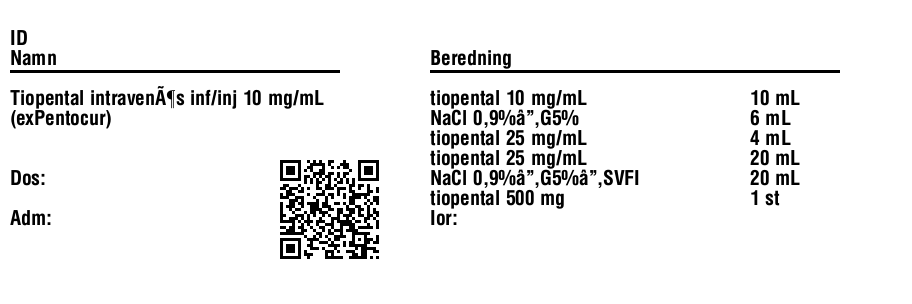 ID
Namn
Tiopental intravenÃ¶s inf/inj 10 mg/mL
(exPentocur)
Dos:
Adm:
Beredning
tiopental 10 mg/mL 10 mL
NaCl 0,9%â”‚G5% 6 mL
tiopental 25 mg/mL 4 mL
tiopental 25 mg/mL 20 mL
NaCl 0,9%â”‚G5%â”‚SVFI 20 mL
tiopental 500 mg 1 st
Ior: